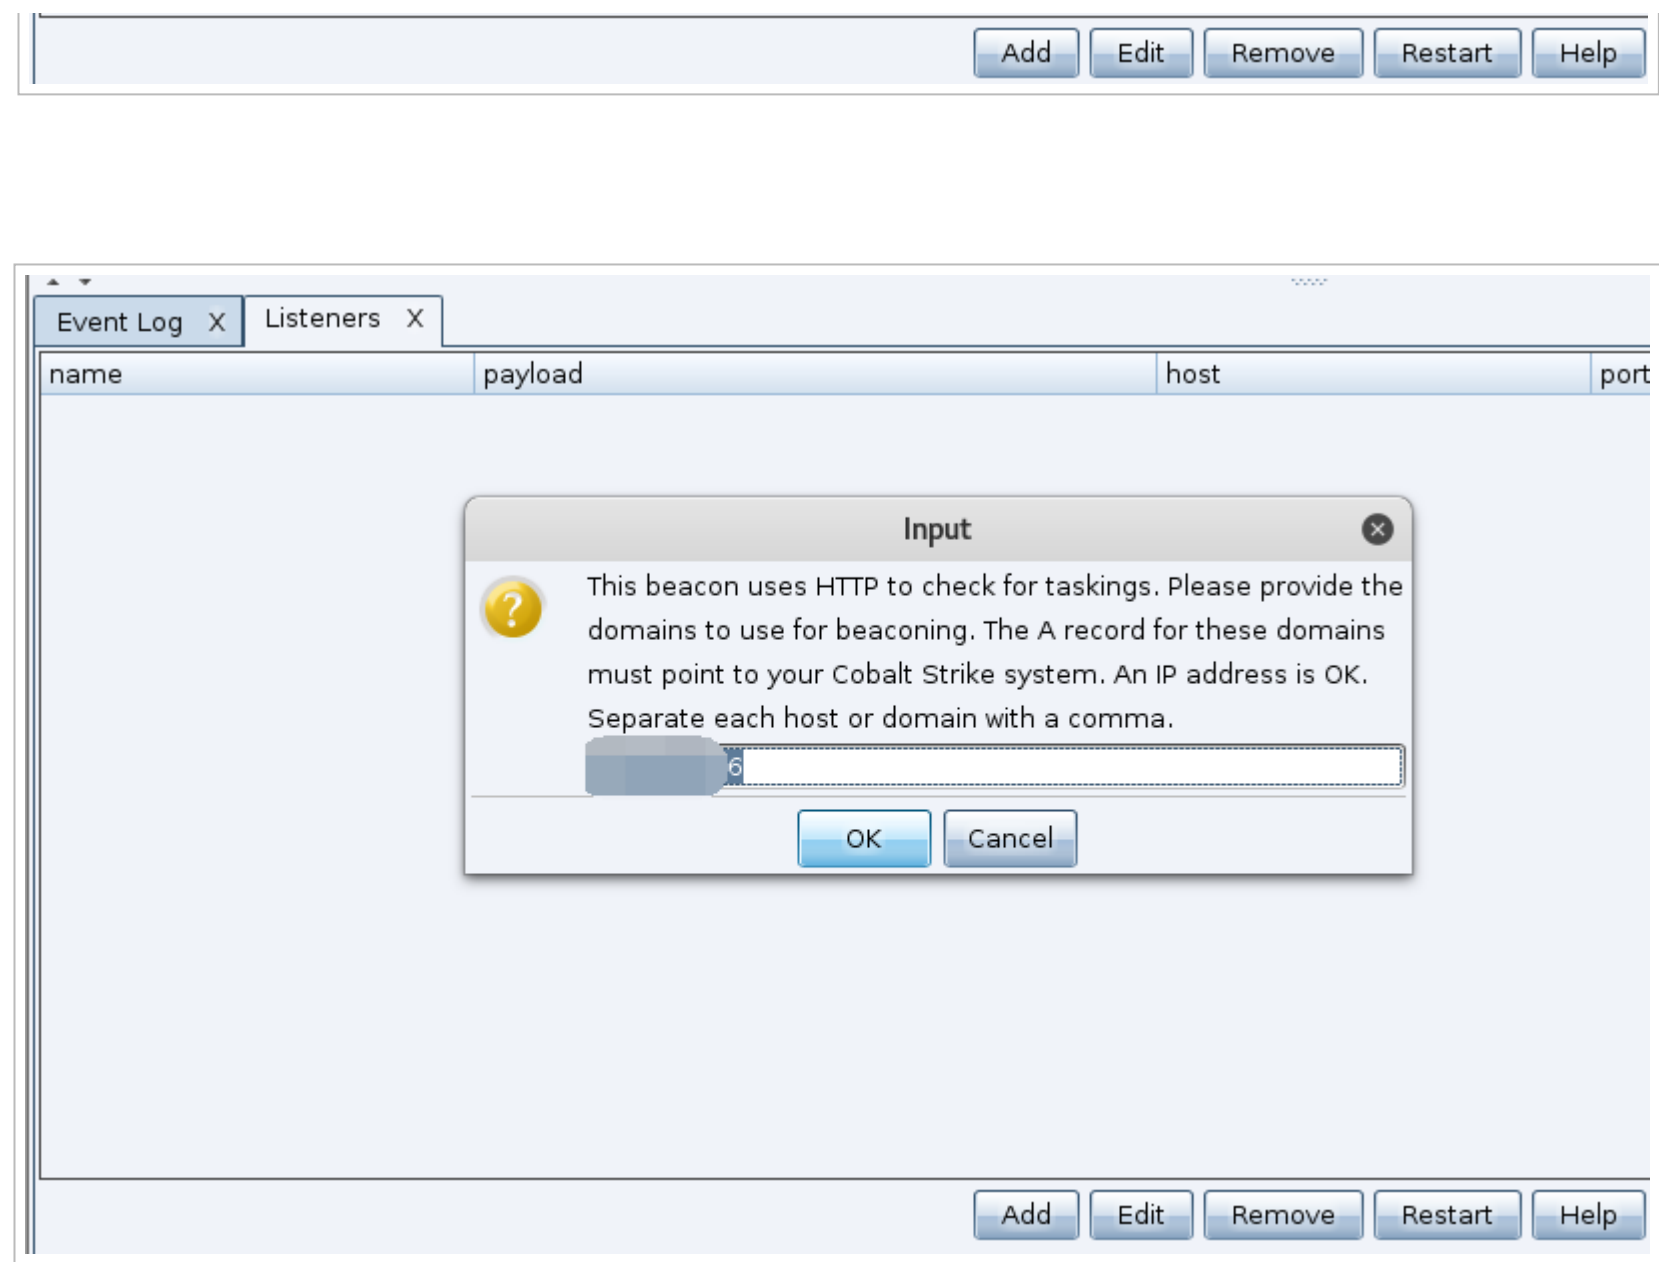 Add Edit Remove Restart Help
Event Log X Listeners X
name payload host port
Input
This beacon uses HTTP to check for taskings. Please provide the
domains to use for beaconing. The A record for these domains
must point to your Cobalt Strike system. An IP address is OK.
Separate each host or domain with a comma.
6
OK Cancel
Add Edit Remove Restart Help